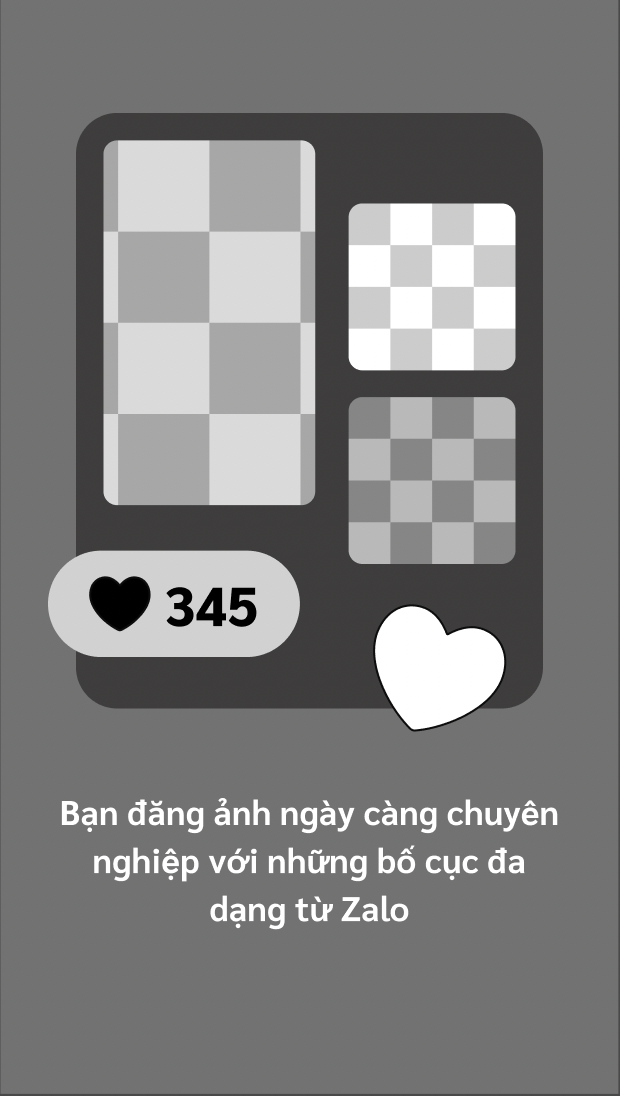 345
Bạn đăng ảnh ngày càng chuyên
nghiệp với những bố cục đa
dạng từ Zalo